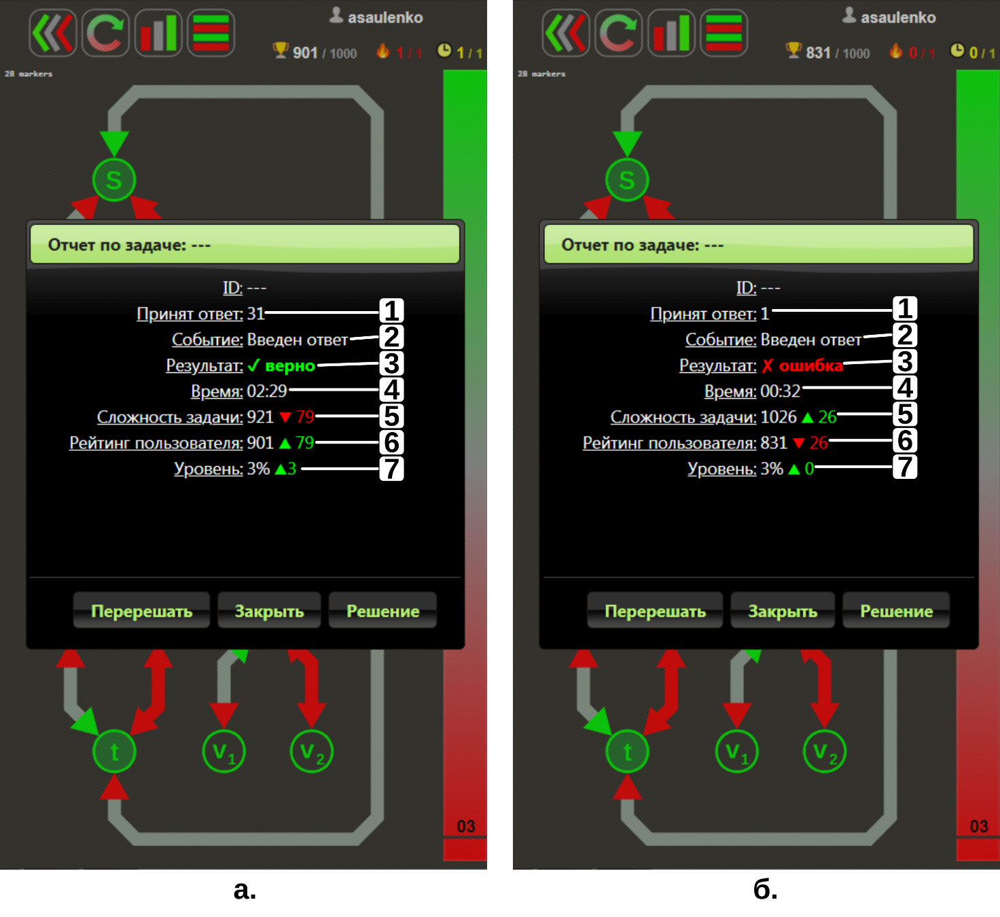 asaulenko
901 / 1000 1 / 1 1 / 1
28 markers
S
Отчет по задаче: ---
ID: ---
Принят ответ: 31 1
Событие: Введен ответ 2
Результат: ✓ верно 3
Время: 02:29 4
Сложность задачи: 921 ▼ 79 5
Рейтинг пользователя: 901 ▲ 79 6
Уровень: 3% ▲3 7
Перерешать Закрыть Решение
t V1 V2
03
а.
asaulenko
831 / 1000 0 / 1 0 / 1
28 markers
S
Отчет по задаче: ---
ID: ---
Принят ответ: 1 1
Событие: Введен ответ 2
Результат: ✗ ошибка 3
Время: 00:32 4
Сложность задачи: 1026 ▲ 26 5
Рейтинг пользователя: 831 ▼ 26 6
Уровень: 3% ▲ 0 7
Перерешать Закрыть Решение
t V1 V2
03
б.